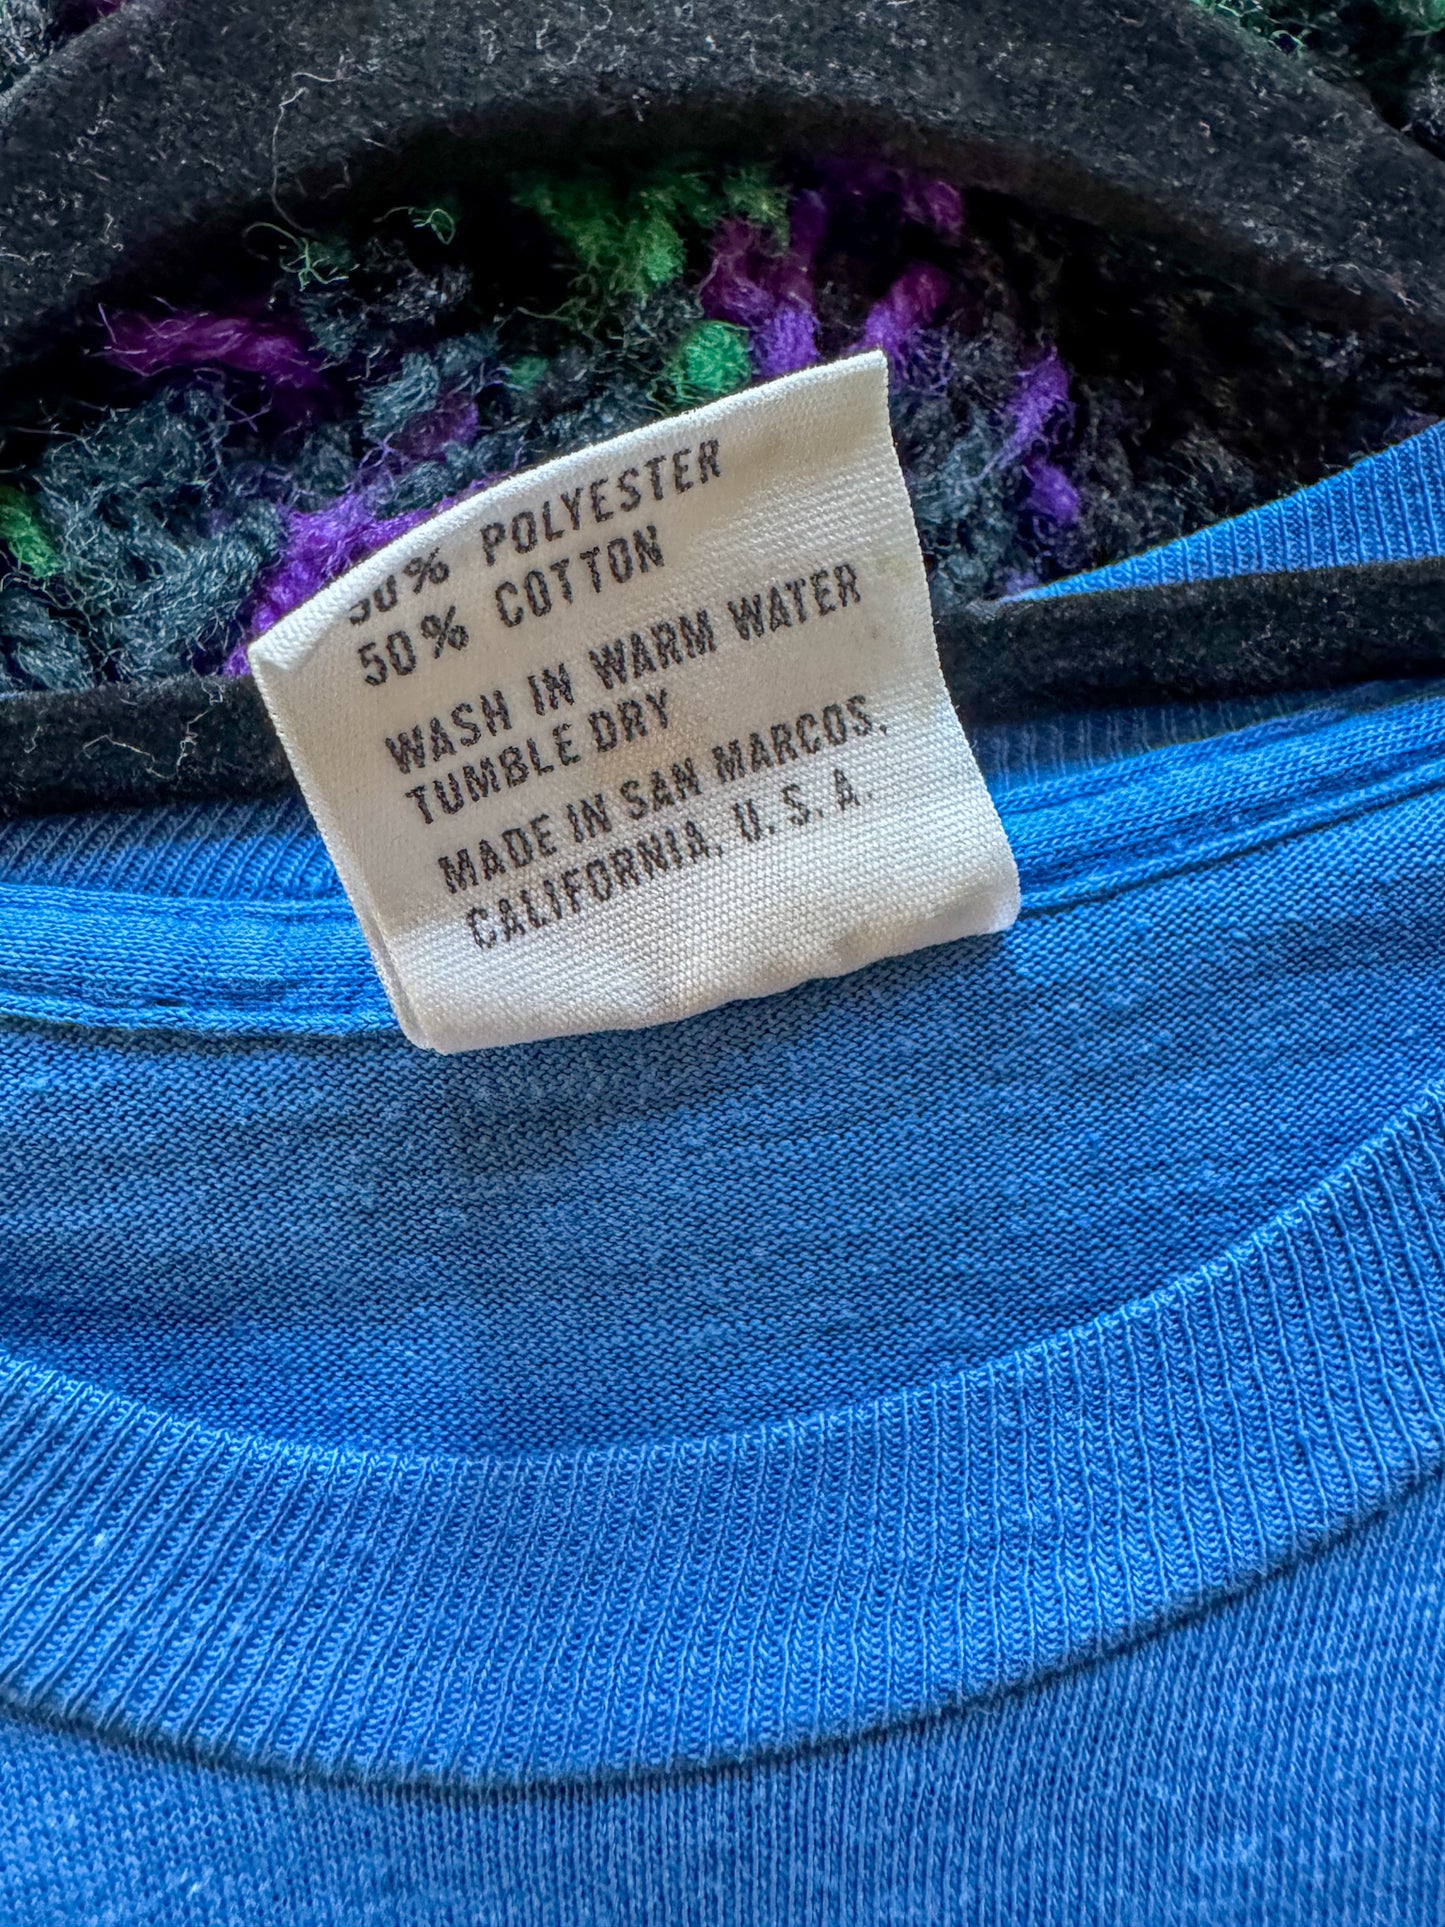 50% POLYESTER
50% COTTON
WASH IN WARM WATER
TUMBLE DRY
MADE IN SAN MARCOS,
CALIFORNIA, U.S.A.